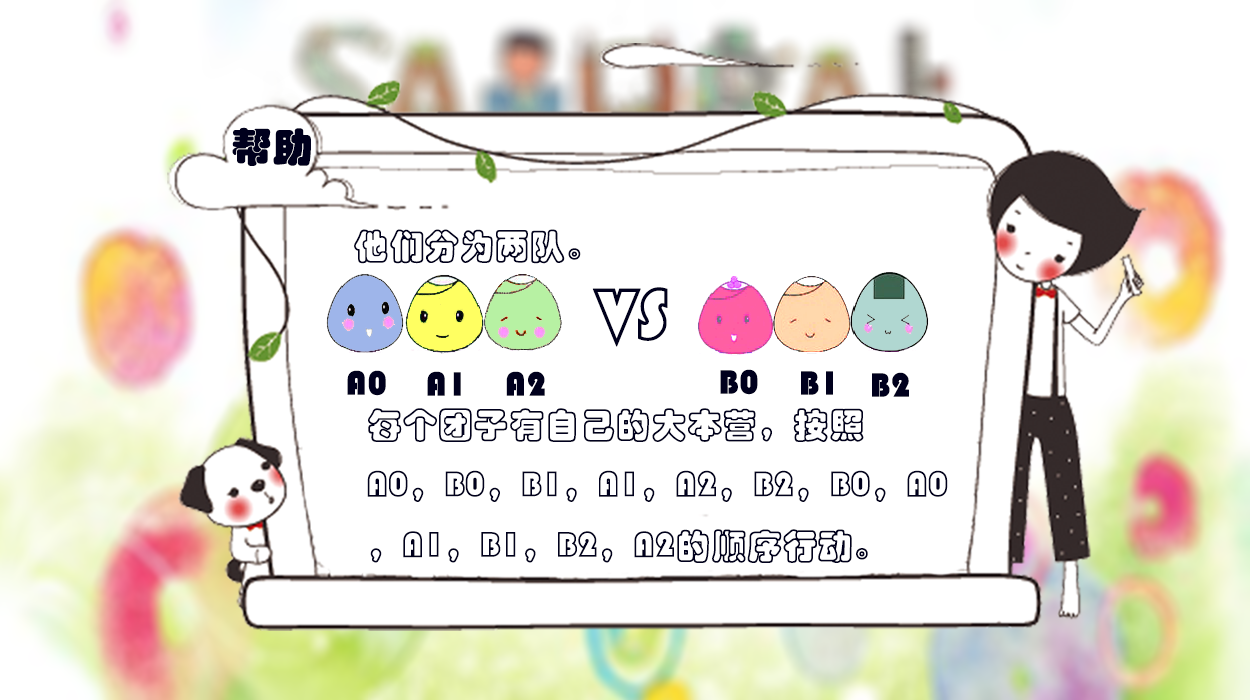 帮助
他们分为两队。
VS
A0 A1 A2 B0 B1 B2
每个团子有自己的大本营，按照
A0，B0，B1，A1，A2，B2，B0，A0
，A1，B1，B2，A2的顺序行动。